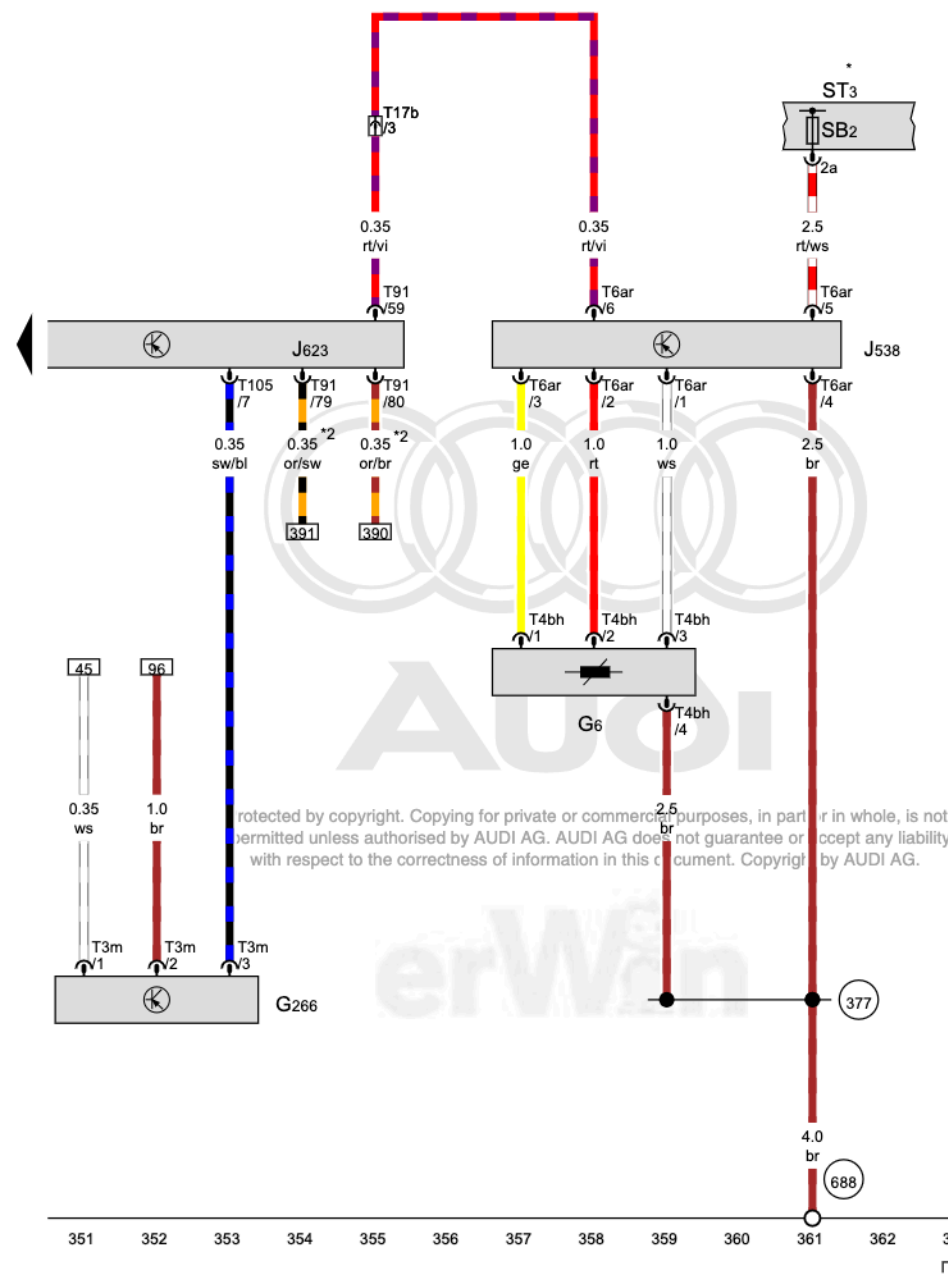 *
ST3
T17b
/3
SB2
2a
0.35
rt/vi
0.35
rt/vi
2.5
rt/ws
T91
/59
T6ar
/6
T6ar
/5
J623
J538
T105
/7
T91
/79
T91
/80
T6ar
/3
T6ar
/2
T6ar
/1
T6ar
/4
0.35
sw/bl
0.35 *2
or/sw
0.35 *2
or/br
1.0
ge
1.0
rt
1.0
ws
2.5
br
391
390
T4bh
/1
T4bh
/2
T4bh
/3
45
96
G6
T4bh
/4
AUDI
0.35
ws
1.0
br
2.5
br
rotected by copyright. Copying for private or commercial purposes, in part or in whole, is not
permitted unless authorised by AUDI AG. AUDI AG does not guarantee or accept any liability
with respect to the correctness of information in this document. Copyright by AUDI AG.
erWin
T3m
/1
T3m
/2
T3m
/3
G266
377
4.0
br
688
351 352 353 354 355 356 357 358 359 360 361 362